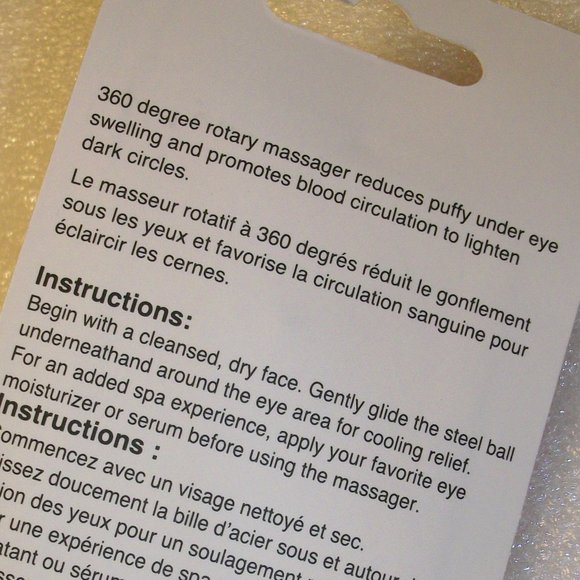 360 degree rotary massager reduces puffy under eye
swelling and promotes blood circulation to lighten
dark circles.
Le masseur rotatif à 360 degrés réduit le gonflement
sous les yeux et favorise la circulation sanguine pour
éclaircir les cernes.
Instructions:
Begin with a cleansed, dry face. Gently glide the steel ball
underneathand around the eye area for cooling relief.
For an added spa experience, apply your favorite eye
moisturizer or serum before using the massager.
Instructions :
Commencez avec un visage nettoyé et sec.
doucement la bille d'acier sous et autour
des yeux pour un soulagement
une expérience de spa
ou sérum